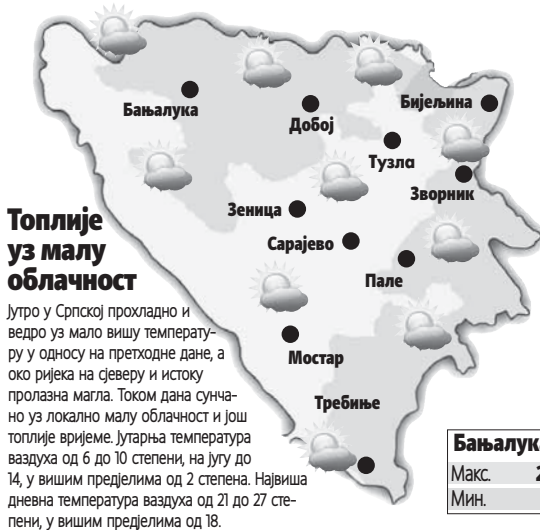 Бањалука
Добој
Бијељина
Тузла
Зворник
Зеница
Сарајево
Пале
Мостар
Требиње
Топлије
уз малу
облачност
Јутро у Српској прохладно и
ведро уз мало вишу температу-
ру у односу на претходне дане, а
око ријека на сјеверу и истоку
пролазна магла. Током дана сунча-
но уз локално малу облачност и још
топлије вријеме. Јутарња температура
ваздуха од 6 до 10 степени, на југу до
14, у вишим предјелима од 2 степена. Највиша
дневна температура ваздуха од 21 до 27 сте-
пени, у вишим предјелима од 18.
Макс.
Мин.